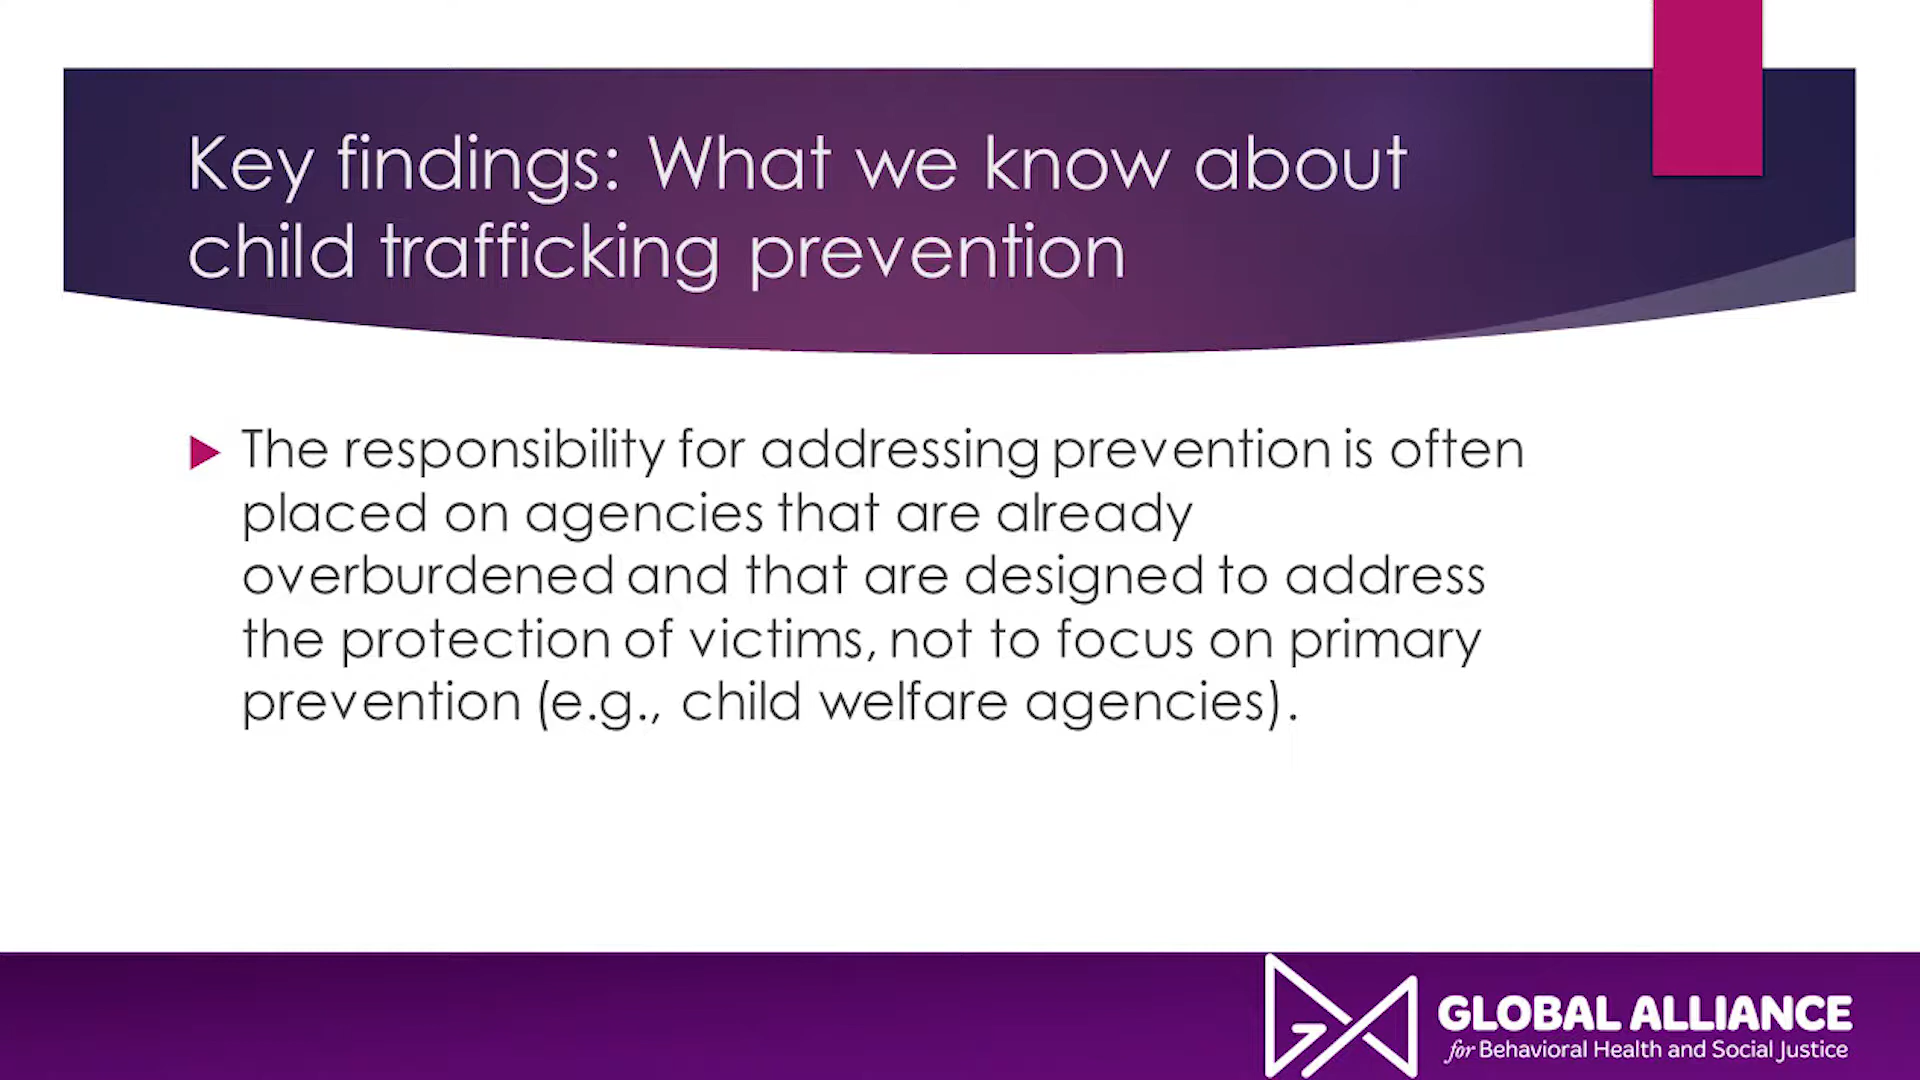 Key findings: What we know about
child trafficking prevention
The responsibility for addressing prevention is often
placed on agencies that are already
overburdened and that are designed to address
the protection of victims, not to focus on primary
prevention (e.g., child welfare agencies).
GLOBAL ALLIANCE
for Behavioral Health and Social Justice